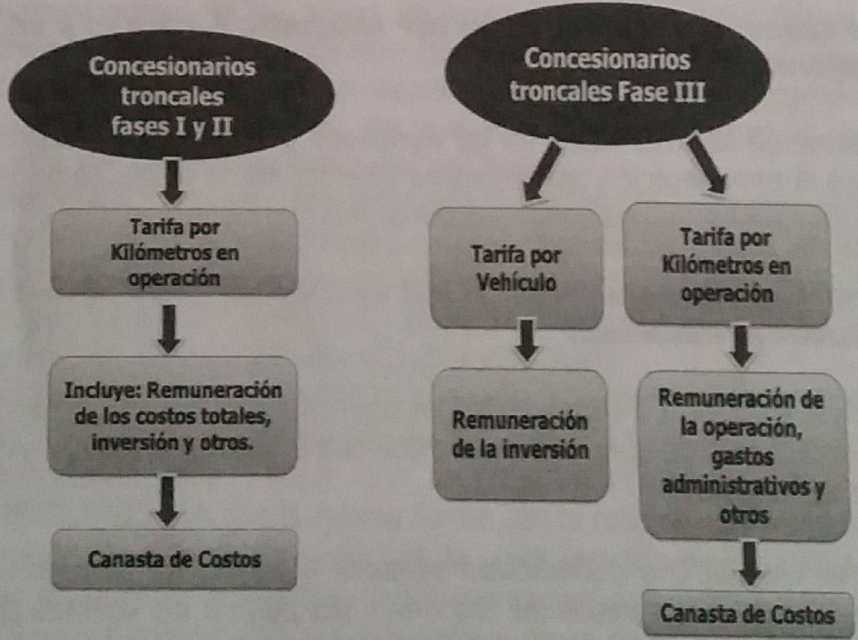 Concesionarios
troncales
fases I y II
Tarifa por
Kilómetros en
operación
Incluye: Remuneración
de los costos totales,
inversión y otros.
Canasta de Costos
Concesionarios
troncales Fase III
Tarifa por
Vehículo
Remuneración
de la inversión
Tarifa por
Kilómetros en
operación
Remuneración de
la operación,
gastos
administrativos y
otros
Canasta de Costos